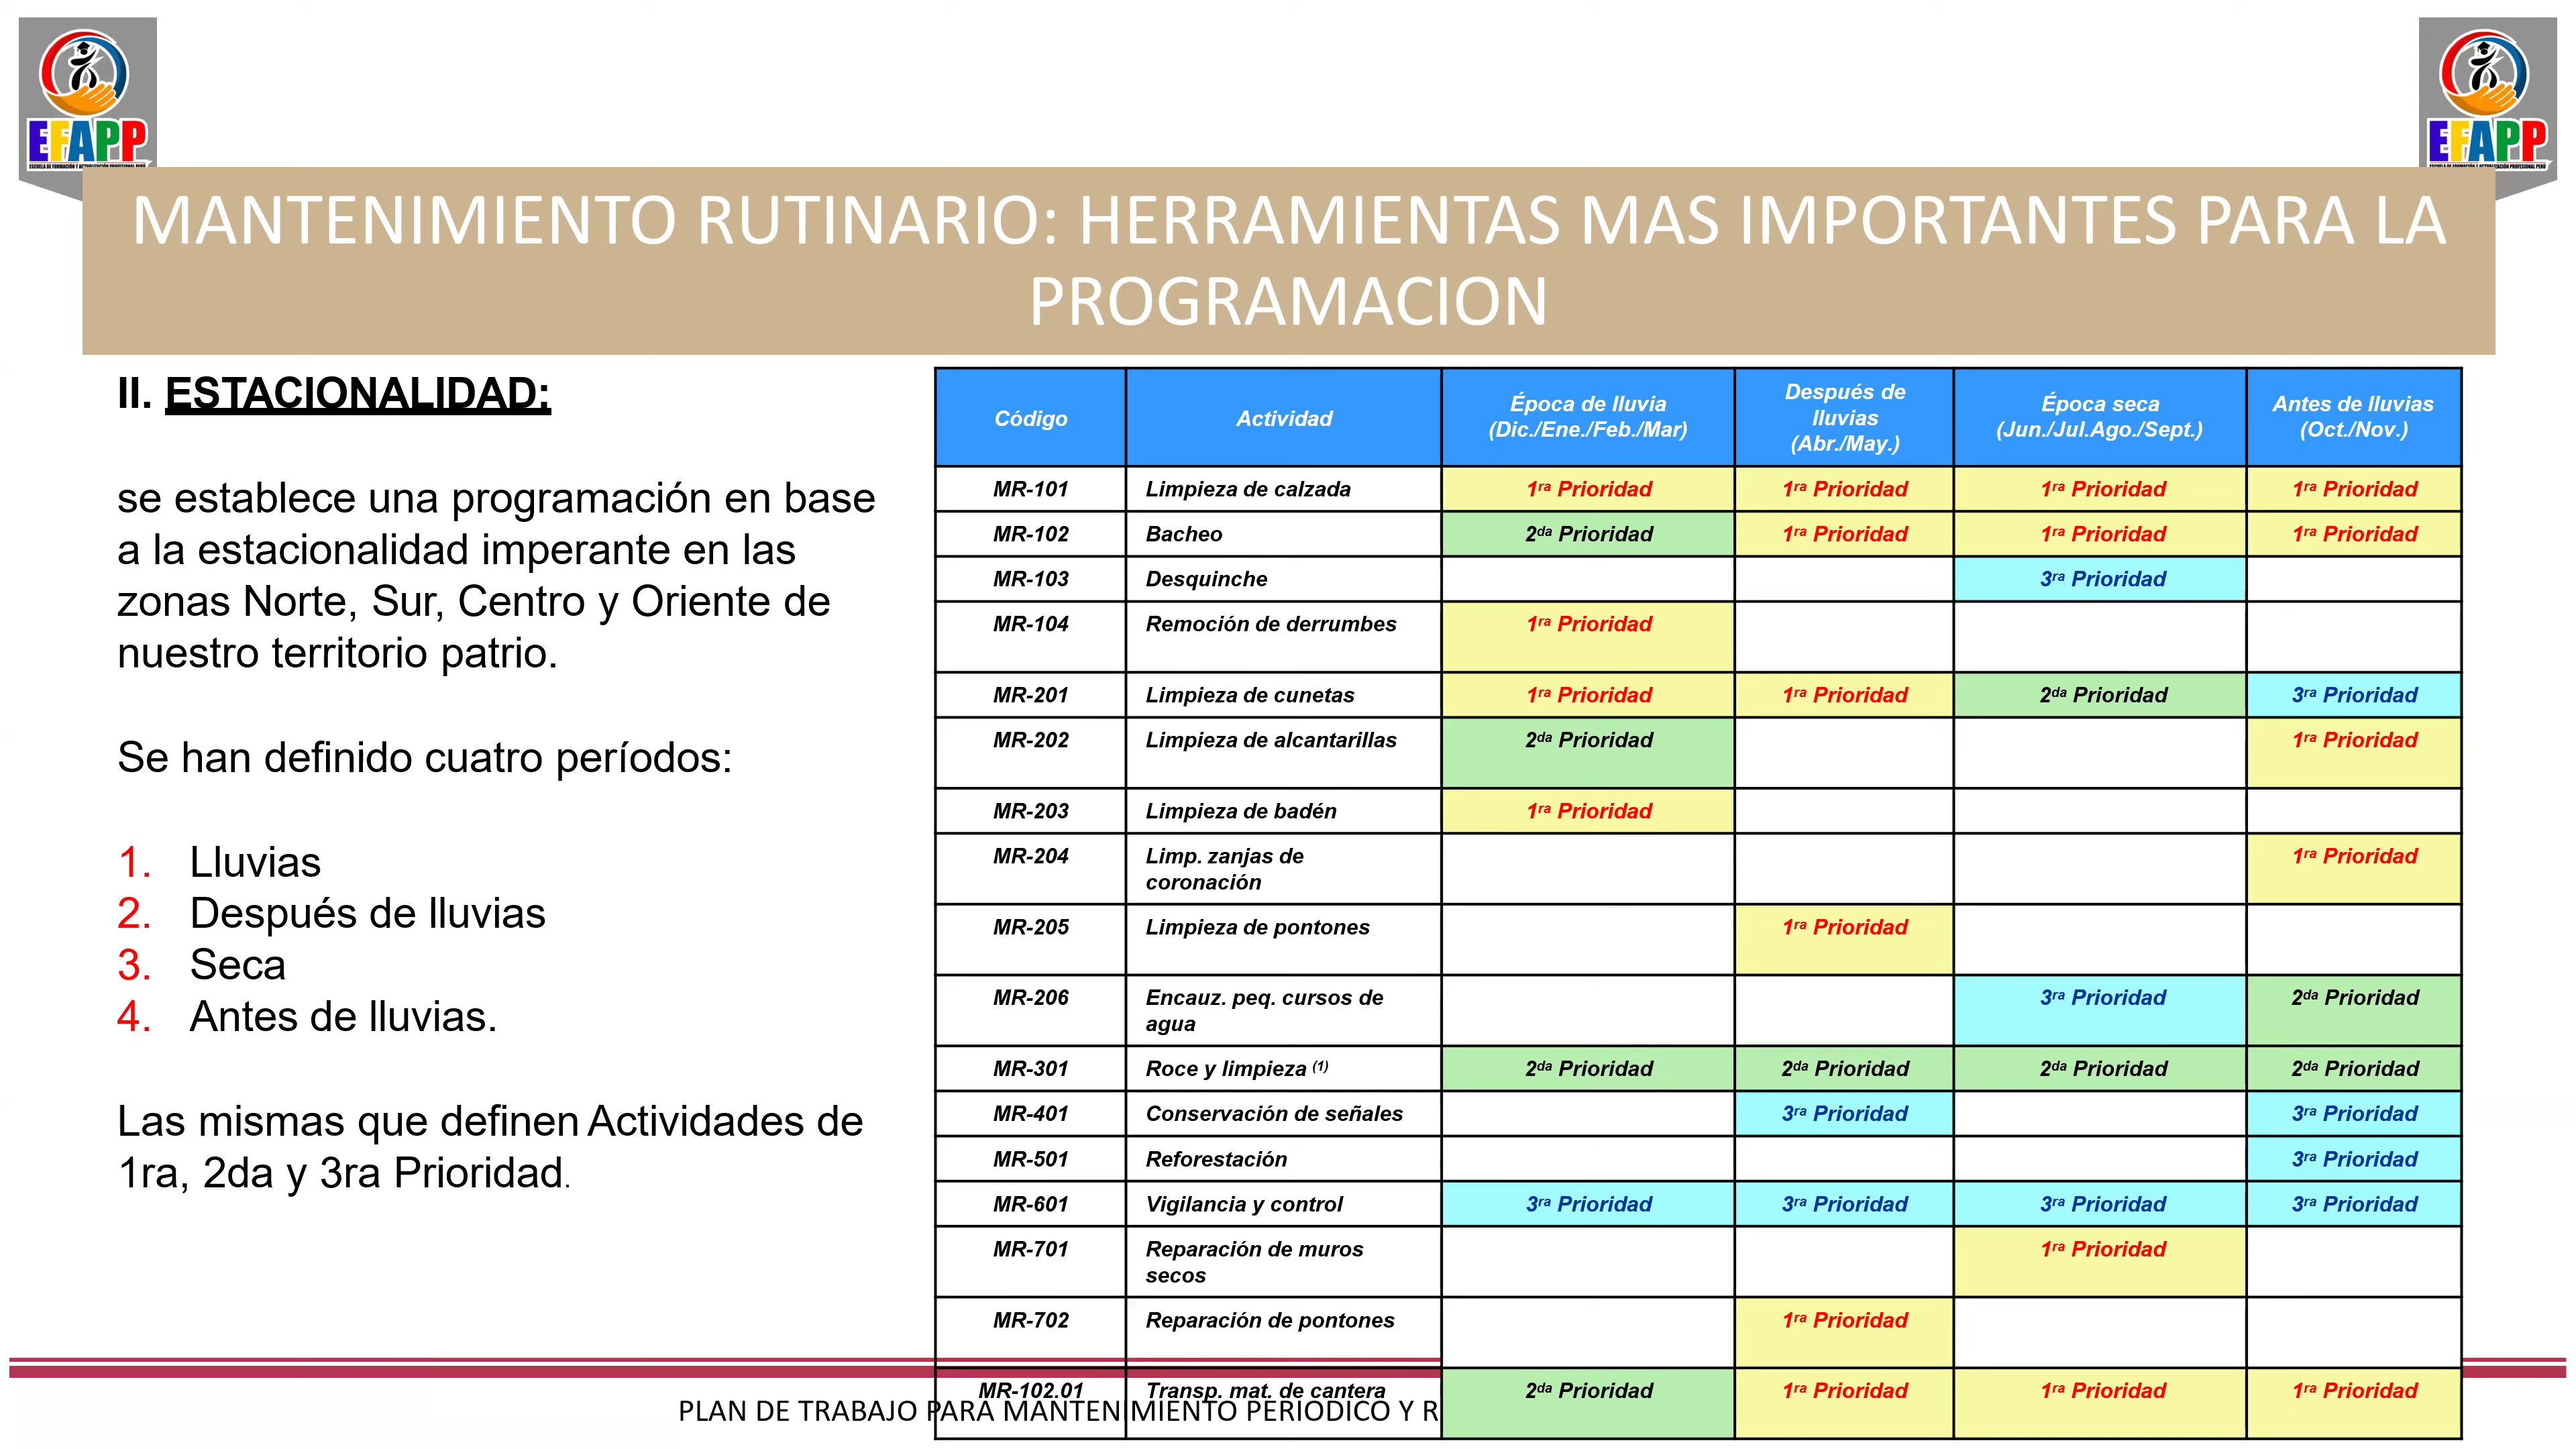 EFAPP
ESCUELA DE FORMACIÓN Y ACTUALIZACIÓN PROFESIONAL PERÚ
EFAPP
ESCUELA DE FORMACIÓN Y ACTUALIZACIÓN PROFESIONAL PERÚ
MANTENIMIENTO RUTINARIO: HERRAMIENTAS MAS IMPORTANTES PARA LA
PROGRAMACION
II. ESTACIONALIDAD:
se establece una programación en base
a la estacionalidad imperante en las
zonas Norte, Sur, Centro y Oriente de
nuestro territorio patrio.
Se han definido cuatro períodos:
1. Lluvias
2. Después de lluvias
3. Seca
4. Antes de lluvias.
Las mismas que definen Actividades de
1ra, 2da y 3ra Prioridad.
Código Actividad Época de lluvia (Dic./Ene./Feb./Mar) Después de lluvias (Abr./May.) Época seca (Jun./Jul.Ago./Sept.) Antes de lluvias (Oct./Nov.)
MR-101 Limpieza de calzada 1ra Prioridad 1ra Prioridad 1ra Prioridad 1ra Prioridad
MR-102 Bacheo 2da Prioridad 1ra Prioridad 1ra Prioridad 1ra Prioridad
MR-103 Desquinche 3ra Prioridad
MR-104 Remoción de derrumbes 1ra Prioridad
MR-201 Limpieza de cunetas 1ra Prioridad 1ra Prioridad 2da Prioridad 3ra Prioridad
MR-202 Limpieza de alcantarillas 2da Prioridad 1ra Prioridad
MR-203 Limpieza de badén 1ra Prioridad
MR-204 Limp. zanjas de coronación 1ra Prioridad
MR-205 Limpieza de pontones 1ra Prioridad
MR-206 Encauz. peq. cursos de agua 3ra Prioridad 2da Prioridad
MR-301 Roce y limpieza (1) 2da Prioridad 2da Prioridad 2da Prioridad 2da Prioridad
MR-401 Conservación de señales 3ra Prioridad 3ra Prioridad
MR-501 Reforestación 3ra Prioridad
MR-601 Vigilancia y control 3ra Prioridad 3ra Prioridad 3ra Prioridad 3ra Prioridad
MR-701 Reparación de muros secos 1ra Prioridad
MR-702 Reparación de pontones 1ra Prioridad
MR-102.01 Transp. mat. de cantera 2da Prioridad 1ra Prioridad 1ra Prioridad 1ra Prioridad
PLAN DE TRABAJO PARA MANTENIMIENTO PERIODICO Y R